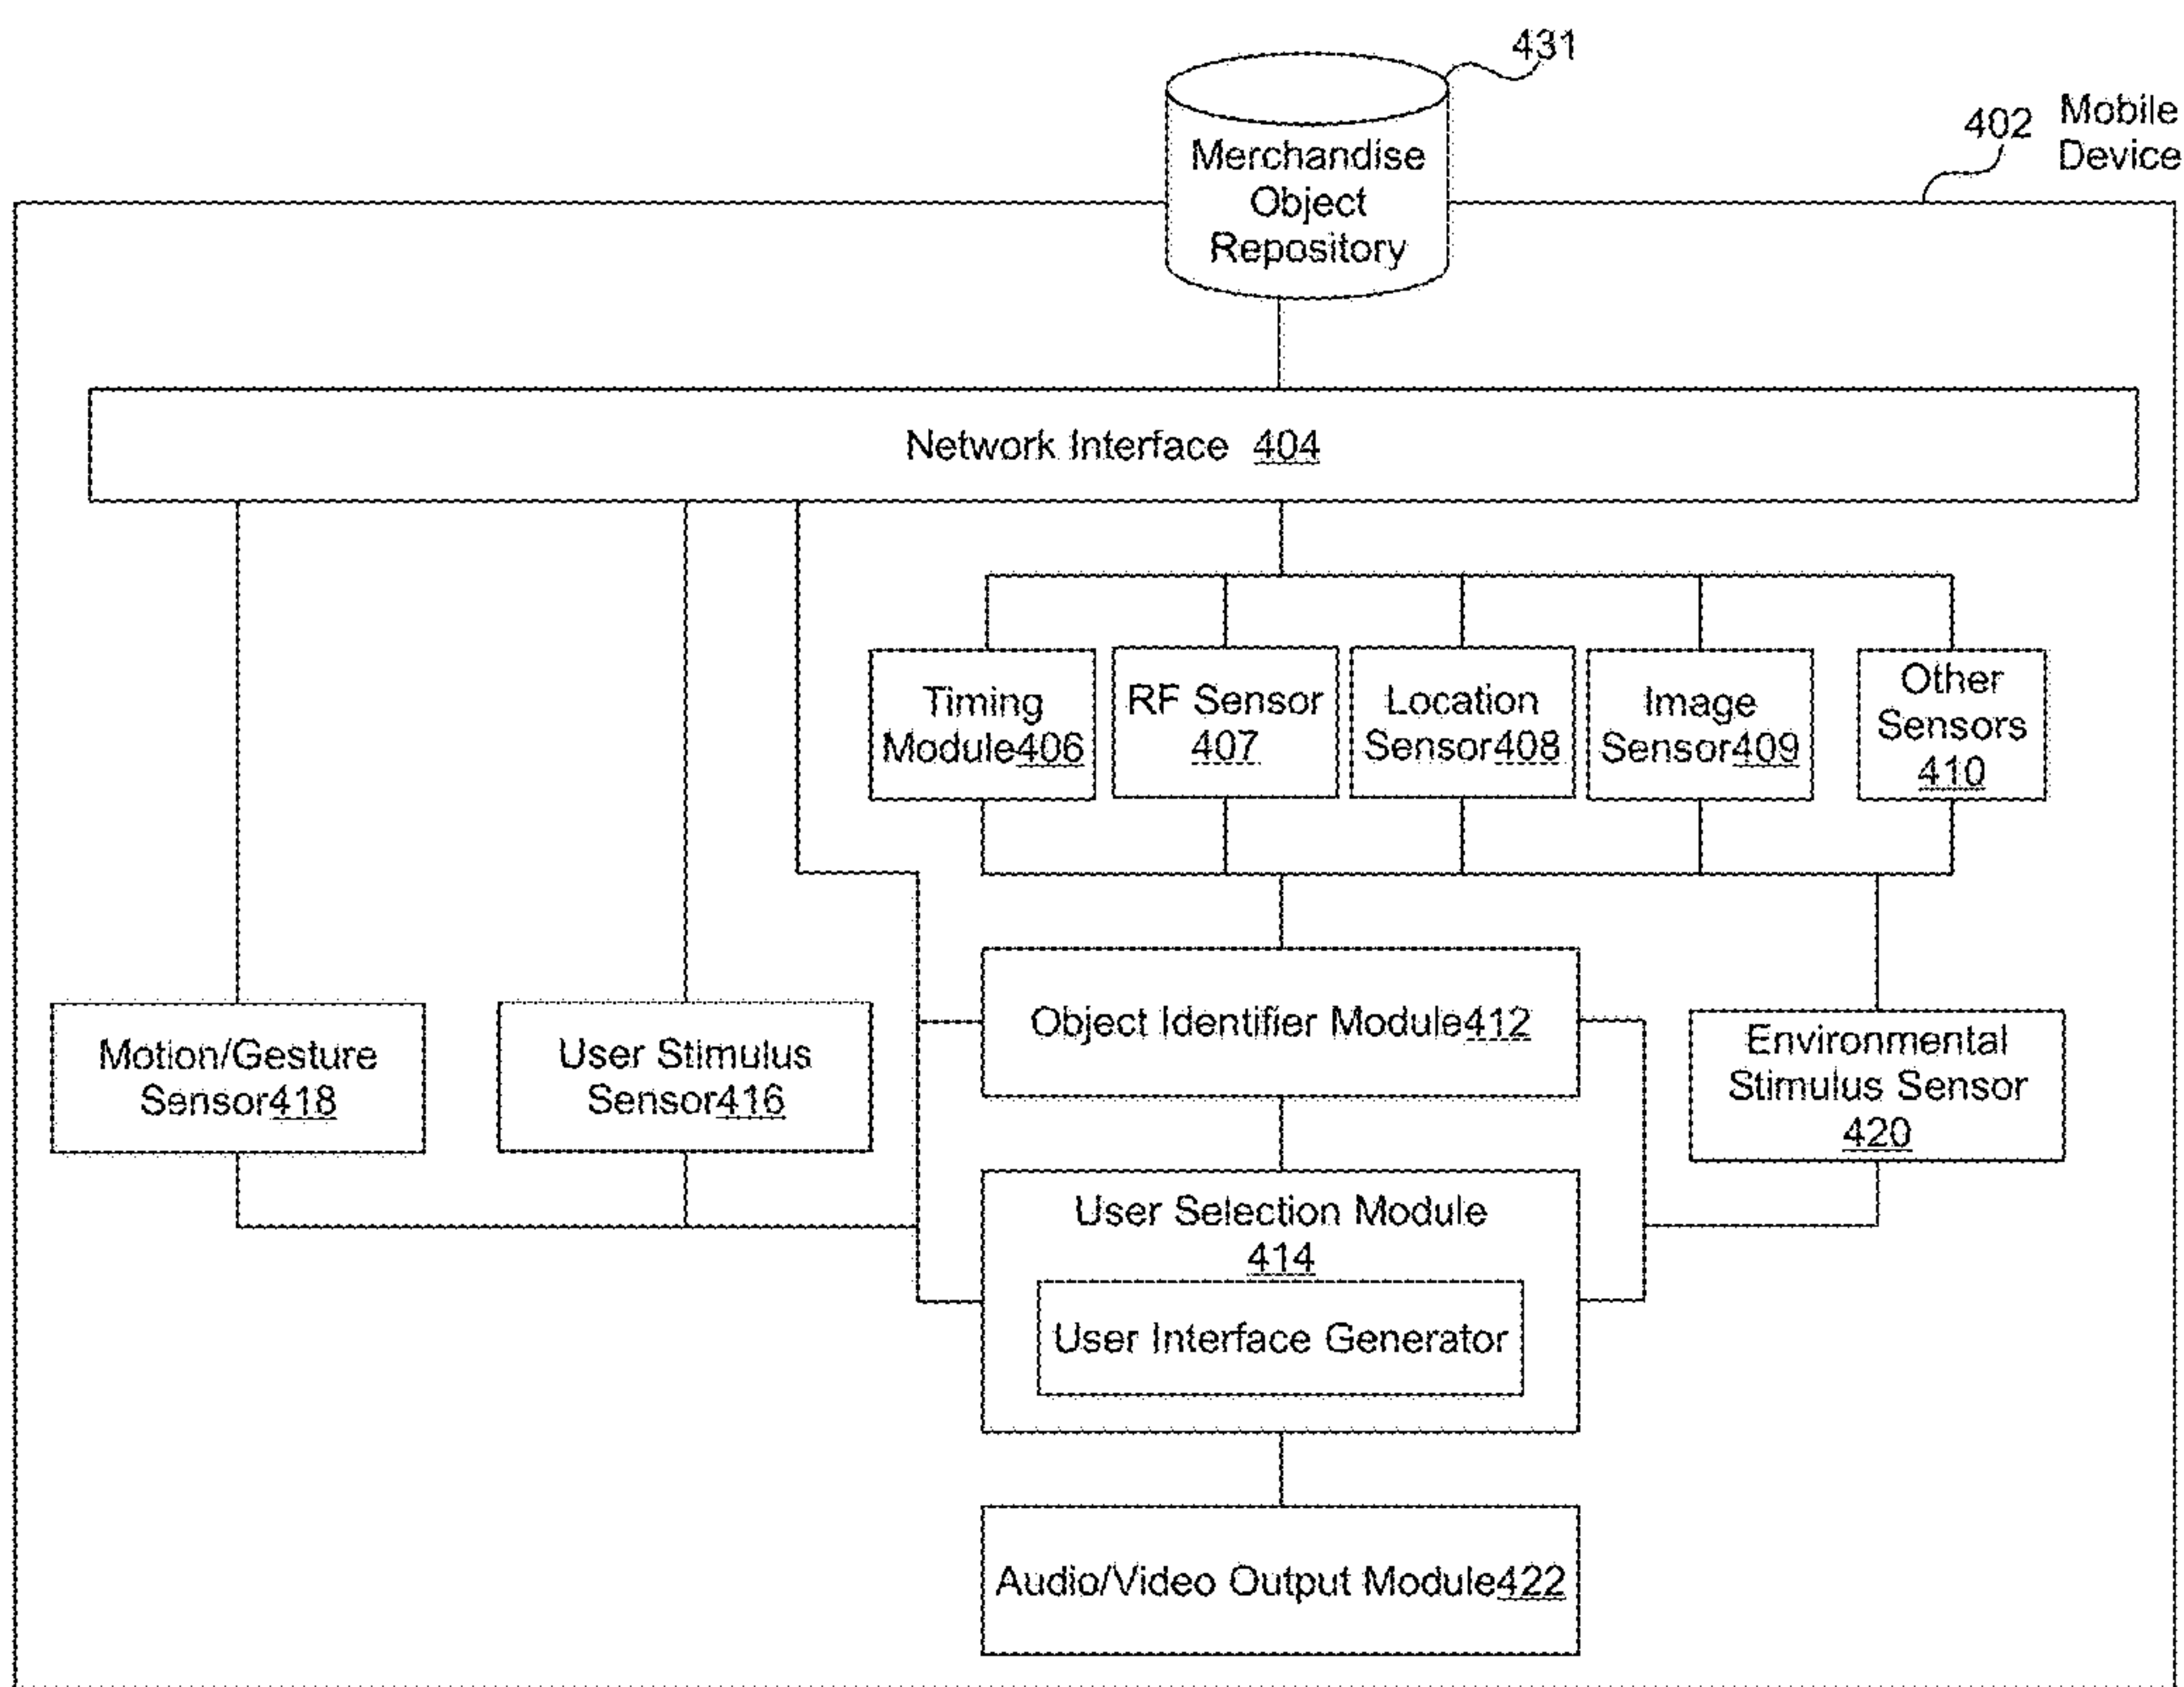 431
402 Mobile
Device
Merchandise
Object
Repository
Network Interface 404
Timing
Module406
RF Sensor
407
Location
Sensor408
Image
Sensor409
Other
Sensors
410
Object Identifier Module412
Motion/Gesture
Sensor418
User Stimulus
Sensor416
Environmental
Stimulus Sensor
420
User Selection Module
414
User Interface Generator
Audio/Video Output Module422